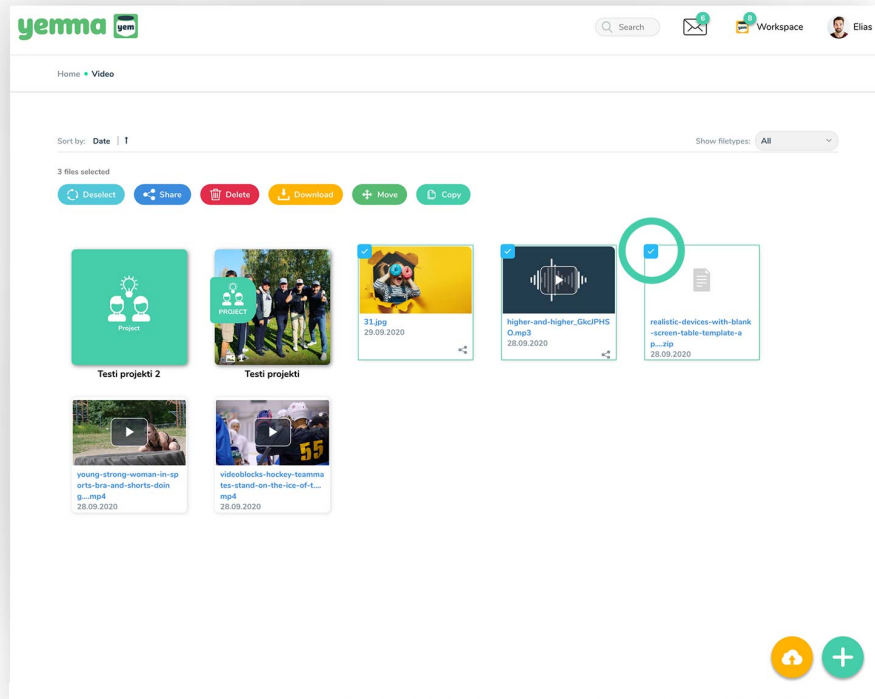 yemma yem
Search
6
8
Workspace
Elias
Home • Video
Sort by: Date
Show filetypes: All
3 files selected
Deselect
Share
Delete
Download
Move
Copy
Project
Testi projekti 2
PROJECT
Testi projekti
31.jpg
29.09.2020
higher-and-higher_GkcJPHS
O.mp3
28.09.2020
realistic-devices-with-blank
-screen-table-template-a
p....zip
28.09.2020
young-strong-woman-in-sp
orts-bra-and-shorts-doin
g....mp4
28.09.2020
55
videoblocks-hockey-teamma
tes-stand-on-the-ice-of-t....
mp4
28.09.2020